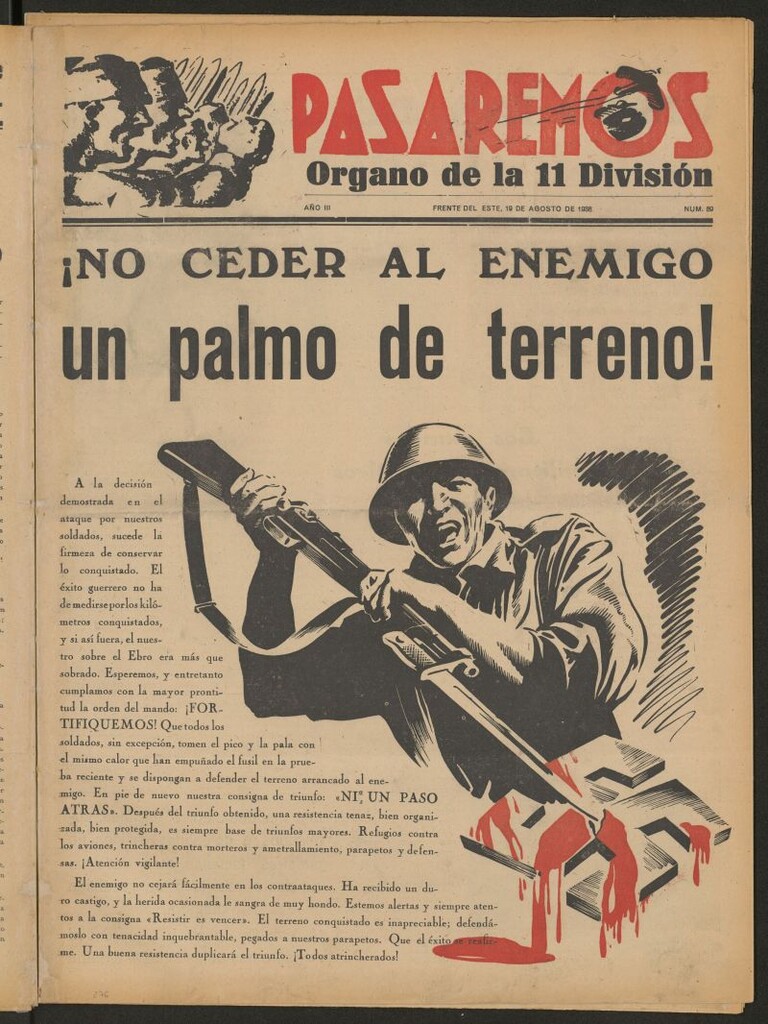 PASAREMOS
Organo de la 11 División
AÑO III FRENTE DEL ESTE, 19 DE AGOSTO DE 1938 NUM. 89
¡NO CEDER AL ENEMIGO
un palmo de terreno!
A la decisión
demostrada en el
ataque por nuestros
soldados, sucede la
firmeza de conservar
lo conquistado. El
éxito guerrero no ha
de medirse por los kiló-
metros conquistados,
y si así fuera, el nues-
tro sobre el Ebro era más que
sobrado. Esperemos, y entretanto
cumplamos con la mayor pronti-
tud la orden del mando: ¡FOR-
TIFIQUEMOS! Que todos los
soldados, sin excepción, tomen el pico y la pala con
el mismo calor que han empuñado el fusil en la prue-
ba reciente y se dispongan a defender el terreno arrancado al ene-
migo. En pie de nuevo nuestra consigna de triunfo: «NI UN PASO
ATRAS». Después del triunfo obtenido, una resistencia tenaz, bien organi-
zada, bien protegida, es siempre base de triunfos mayores. Refugios contra
los aviones, trincheras contra morteros y ametrallamiento, parapetos y defen-
sas. ¡Atención vigilante!
El enemigo no cejará fácilmente en los contraataques. Ha recibido un du-
ro castigo, y la herida ocasionada le sangra de muy hondo. Estemos alertas y siempre aten-
tos a la consigna «Resistir es vencer». El terreno conquistado es inapreciable; defendá-
moslo con tenacidad inquebrantable, pegados a nuestros parapetos. Que el éxito se reafir-
me. Una buena resistencia duplicará el triunfo. ¡Todos atrincherados!